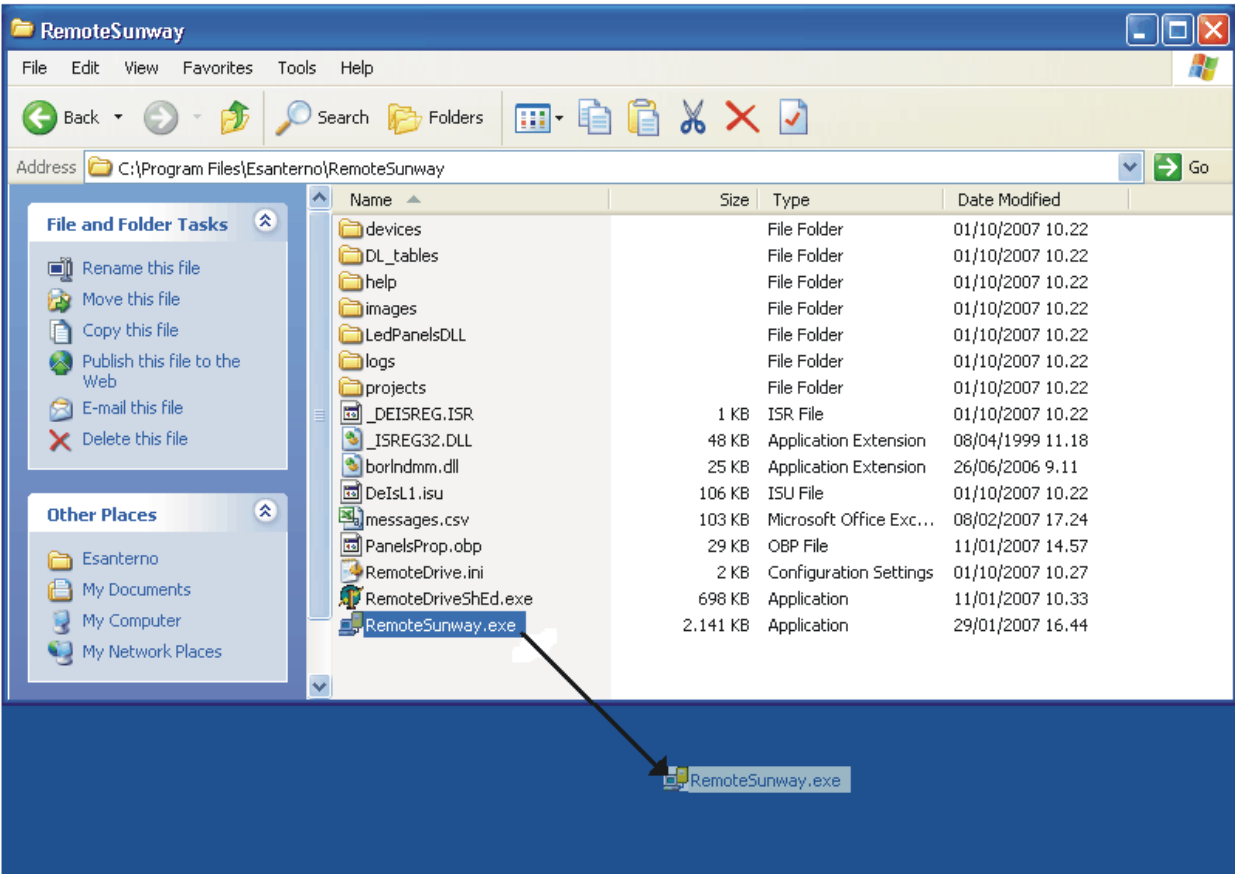 RemoteSunway
File Edit View Favorites Tools Help
Back Search Folders
Address C:\Program Files\Esanterno\RemoteSunway Go
File and Folder Tasks
Rename this file
Move this file
Copy this file
Publish this file to the
Web
E-mail this file
Delete this file
Other Places
Esanterno
My Documents
My Computer
My Network Places
Name Size Type Date Modified
devices File Folder 01/10/2007 10.22
DL_tables File Folder 01/10/2007 10.22
help File Folder 01/10/2007 10.22
images File Folder 01/10/2007 10.22
LedPanelsDLL File Folder 01/10/2007 10.22
logs File Folder 01/10/2007 10.22
projects File Folder 01/10/2007 10.22
_DEISREG.ISR 1 KB ISR File 01/10/2007 10.22
_ISREG32.DLL 48 KB Application Extension 08/04/1999 11.18
borlndmm.dll 25 KB Application Extension 26/06/2006 9.11
DeIsL1.isu 106 KB ISU File 01/10/2007 10.22
messages.csv 103 KB Microsoft Office Exc... 08/02/2007 17.24
PanelsProp.obp 29 KB OBP File 11/01/2007 14.57
RemoteDrive.ini 2 KB Configuration Settings 01/10/2007 10.27
RemoteDriveShEd.exe 698 KB Application 11/01/2007 10.33
RemoteSunway.exe 2.141 KB Application 29/01/2007 16.44
RemoteSunway.exe